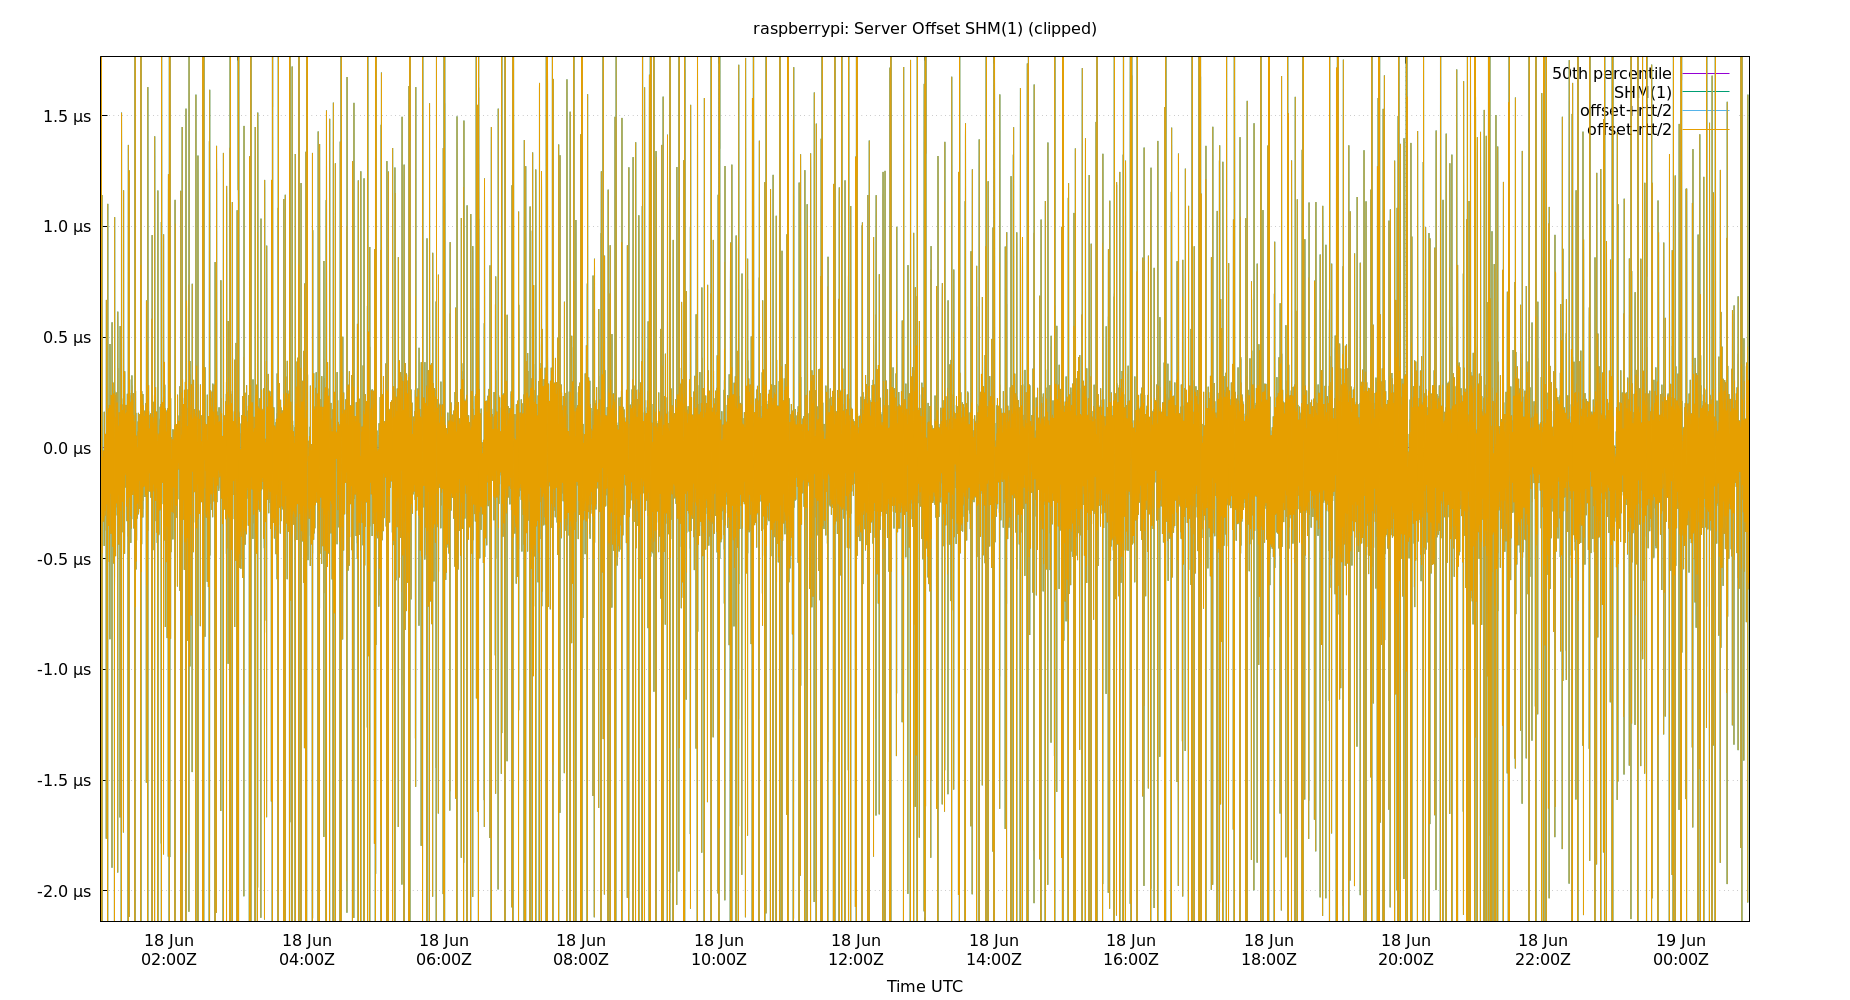 raspberrypi: Server Offset SHM(1) (clipped)
50th percentile
SHM(1)
offset+rtt/2
offset-rtt/2
1.5 µs
1.0 µs
0.5 µs
0.0 µs
-0.5 µs
-1.0 µs
-1.5 µs
-2.0 µs
18 Jun 18 Jun 18 Jun 18 Jun 18 Jun 18 Jun 18 Jun 18 Jun 18 Jun 18 Jun 18 Jun 19 Jun
02:00Z 04:00Z 06:00Z 08:00Z 10:00Z 12:00Z 14:00Z 16:00Z 18:00Z 20:00Z 22:00Z 00:00Z
Time UTC